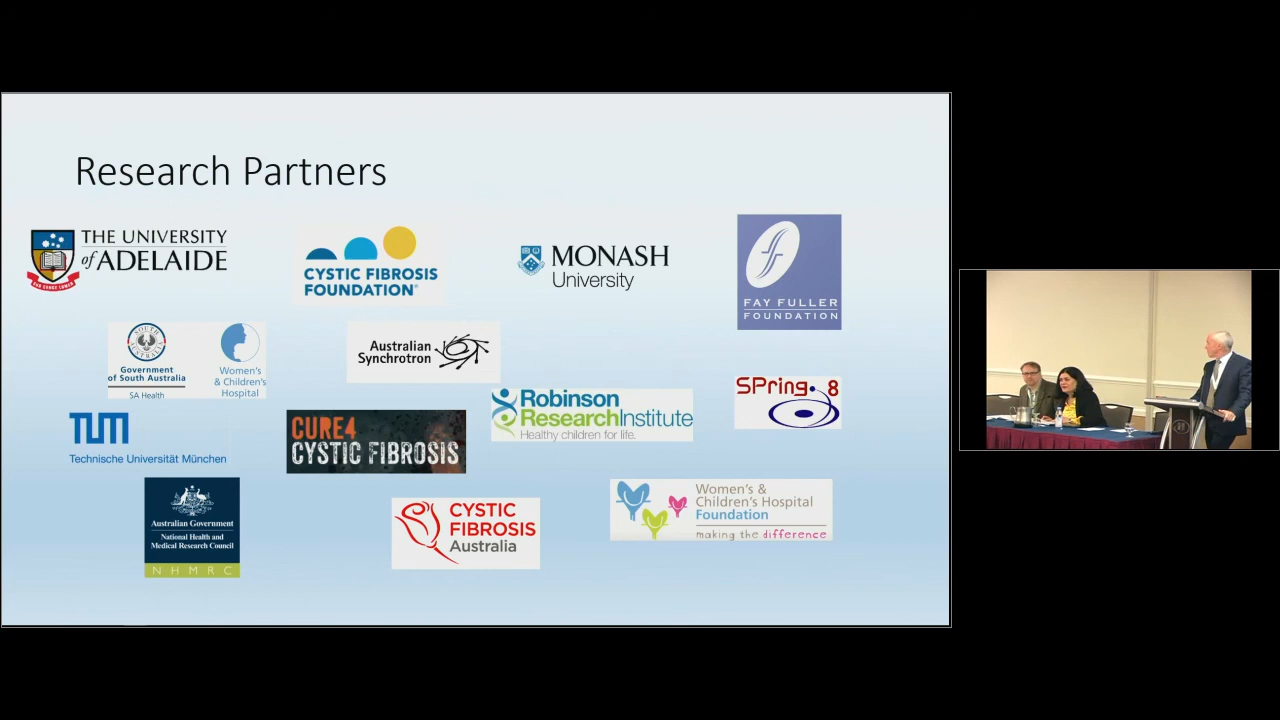 Research Partners
THE UNIVERSITY
of ADELAIDE
CYSTIC FIBROSIS
FOUNDATION
MONASH
University
FAY FULLER
FOUNDATION
Government
of South Australia
SA Health
Women's
& Children's
Hospital
Australian
Synchrotron
SPring-8
Robinson
ResearchInstitute
Healthy children for life.
TUM
Technische Universität München
CURE4
CYSTIC FIBROSIS
Australian Government
National Health and
Medical Research Council
NHMRC
CYSTIC
FIBROSIS
Australia
Women's &
Children's Hospital
Foundation
making the difference